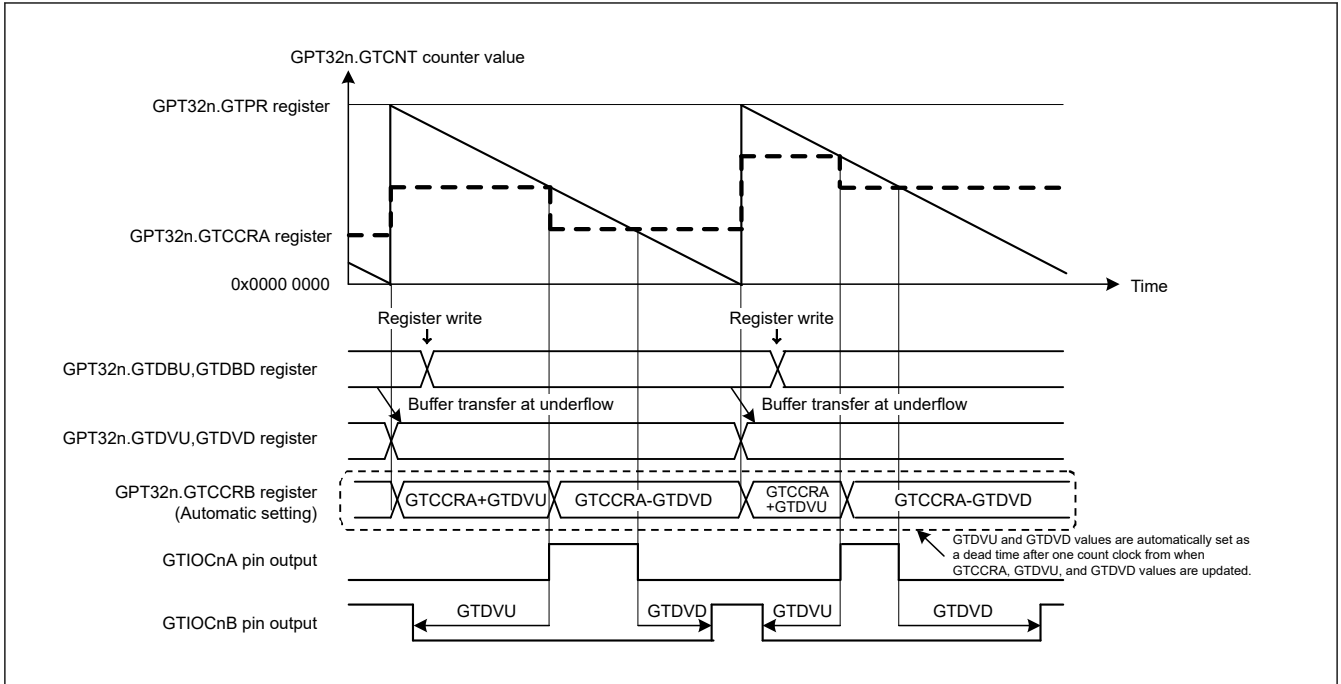 GPT32n.GTCNT counter value
GPT32n.GTPR register
GPT32n.GTCCRA register
0x0000 0000
Time
Register write
Register write
GPT32n.GTDBU,GTDBD register
Buffer transfer at underflow
Buffer transfer at underflow
GPT32n.GTDVU,GTDVD register
GPT32n.GTCCRB register
(Automatic setting)
GTCCRA+GTDVU
GTCCRA-GTDVD
GTCCRA
+GTDVU
GTCCRA-GTDVD
GTDVU and GTDVD values are automatically set as
a dead time after one count clock from when
GTCCRA, GTDVU, and GTDVD values are updated.
GTIOCnA pin output
GTDVU
GTDVD
GTDVU
GTDVD
GTIOCnB pin output